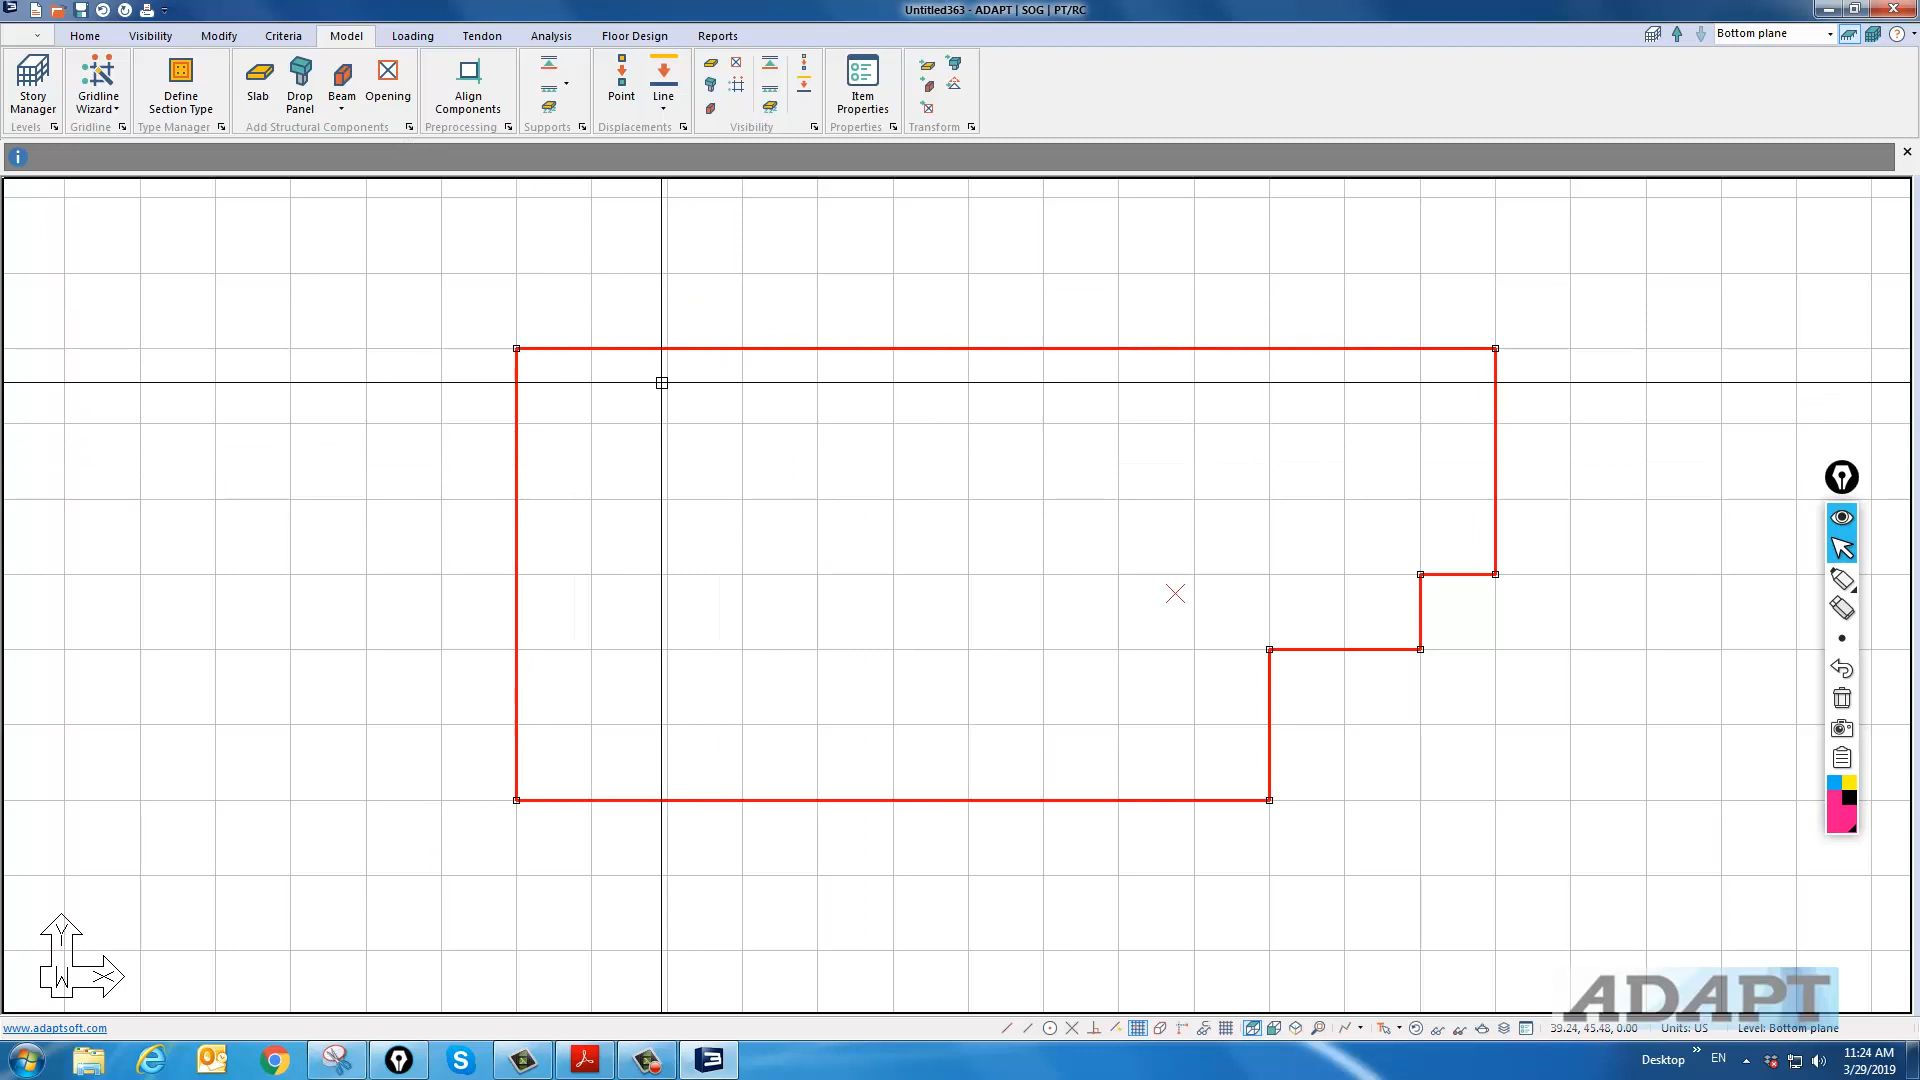 Untitled363 - ADAPT | SOG | PT/RC
Home Visibility Modify Criteria Model Loading Tendon Analysis Floor Design Reports
Bottom plane
Story Manager
Gridline Wizard
Define Section Type
Slab
Drop Panel
Beam
Opening
Align Components
Point
Line
Item Properties
Levels
Gridline
Type Manager
Add Structural Components
Preprocessing
Supports
Displacements
Visibility
Properties
Transform
Y
W
X
ADAPT
www.adaptsoft.com
39.24, 45.48, 0.00
Units: US
Level: Bottom plane
Desktop
EN
11:24 AM
3/29/2019